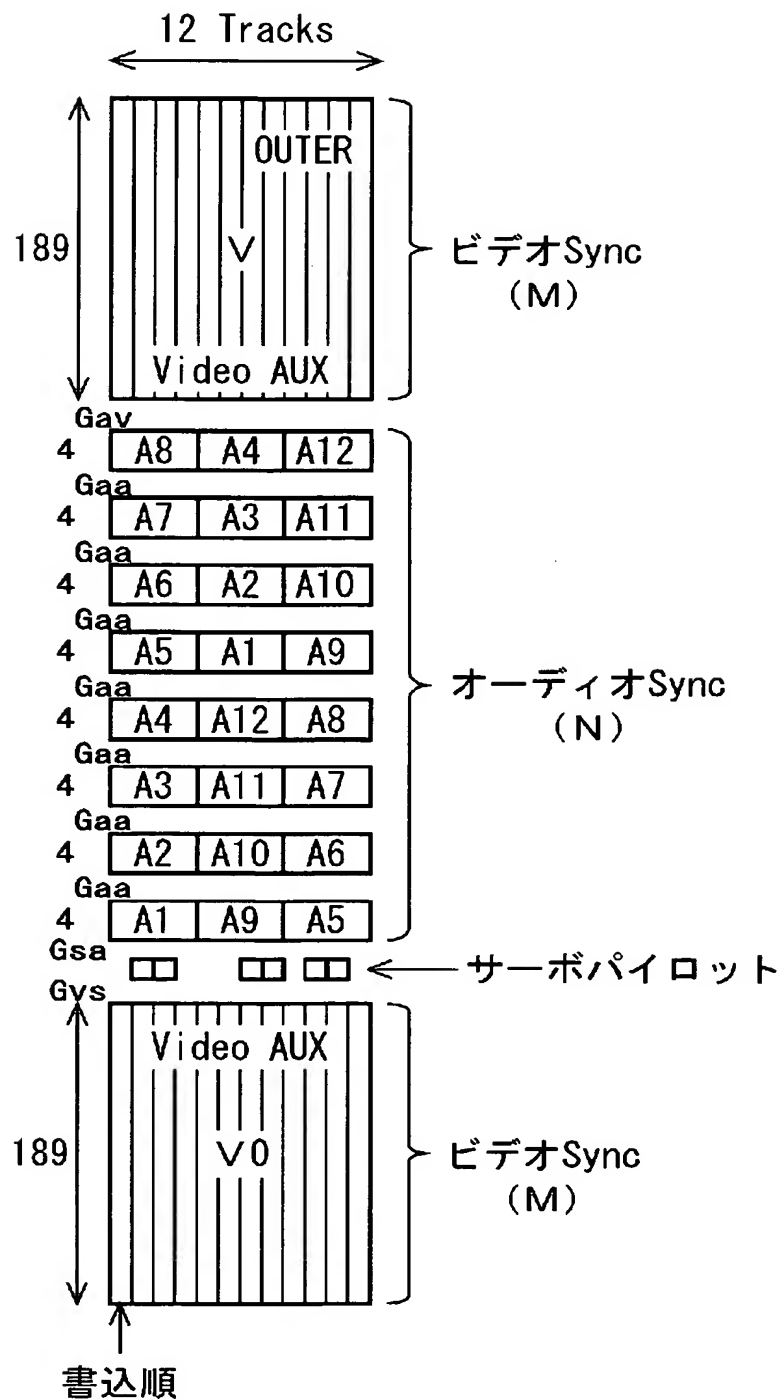 12 Tracks
OUTER
189
V
ビデオSync
(M)
Video AUX
Gav
4 A8 A4 A12
Gaa
4 A7 A3 A11
Gaa
4 A6 A2 A10
Gaa
4 A5 A1 A9
オーディオSync
(N)
Gaa
4 A4 A12 A8
Gaa
4 A3 A11 A7
Gaa
4 A2 A10 A6
Gaa
4 A1 A9 A5
Gsa
サーボパイロット
Gvs
Video AUX
189
V0
ビデオSync
(M)
書込順